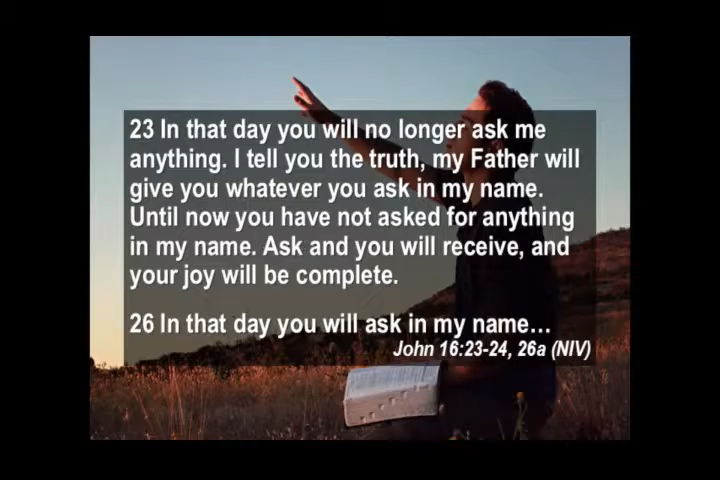 23 In that day you will no longer ask me
anything. I tell you the truth, my Father will
give you whatever you ask in my name.
Until now you have not asked for anything
in my name. Ask and you will receive, and
your joy will be complete.
26 In that day you will ask in my name…
John 16:23-24, 26a (NIV)